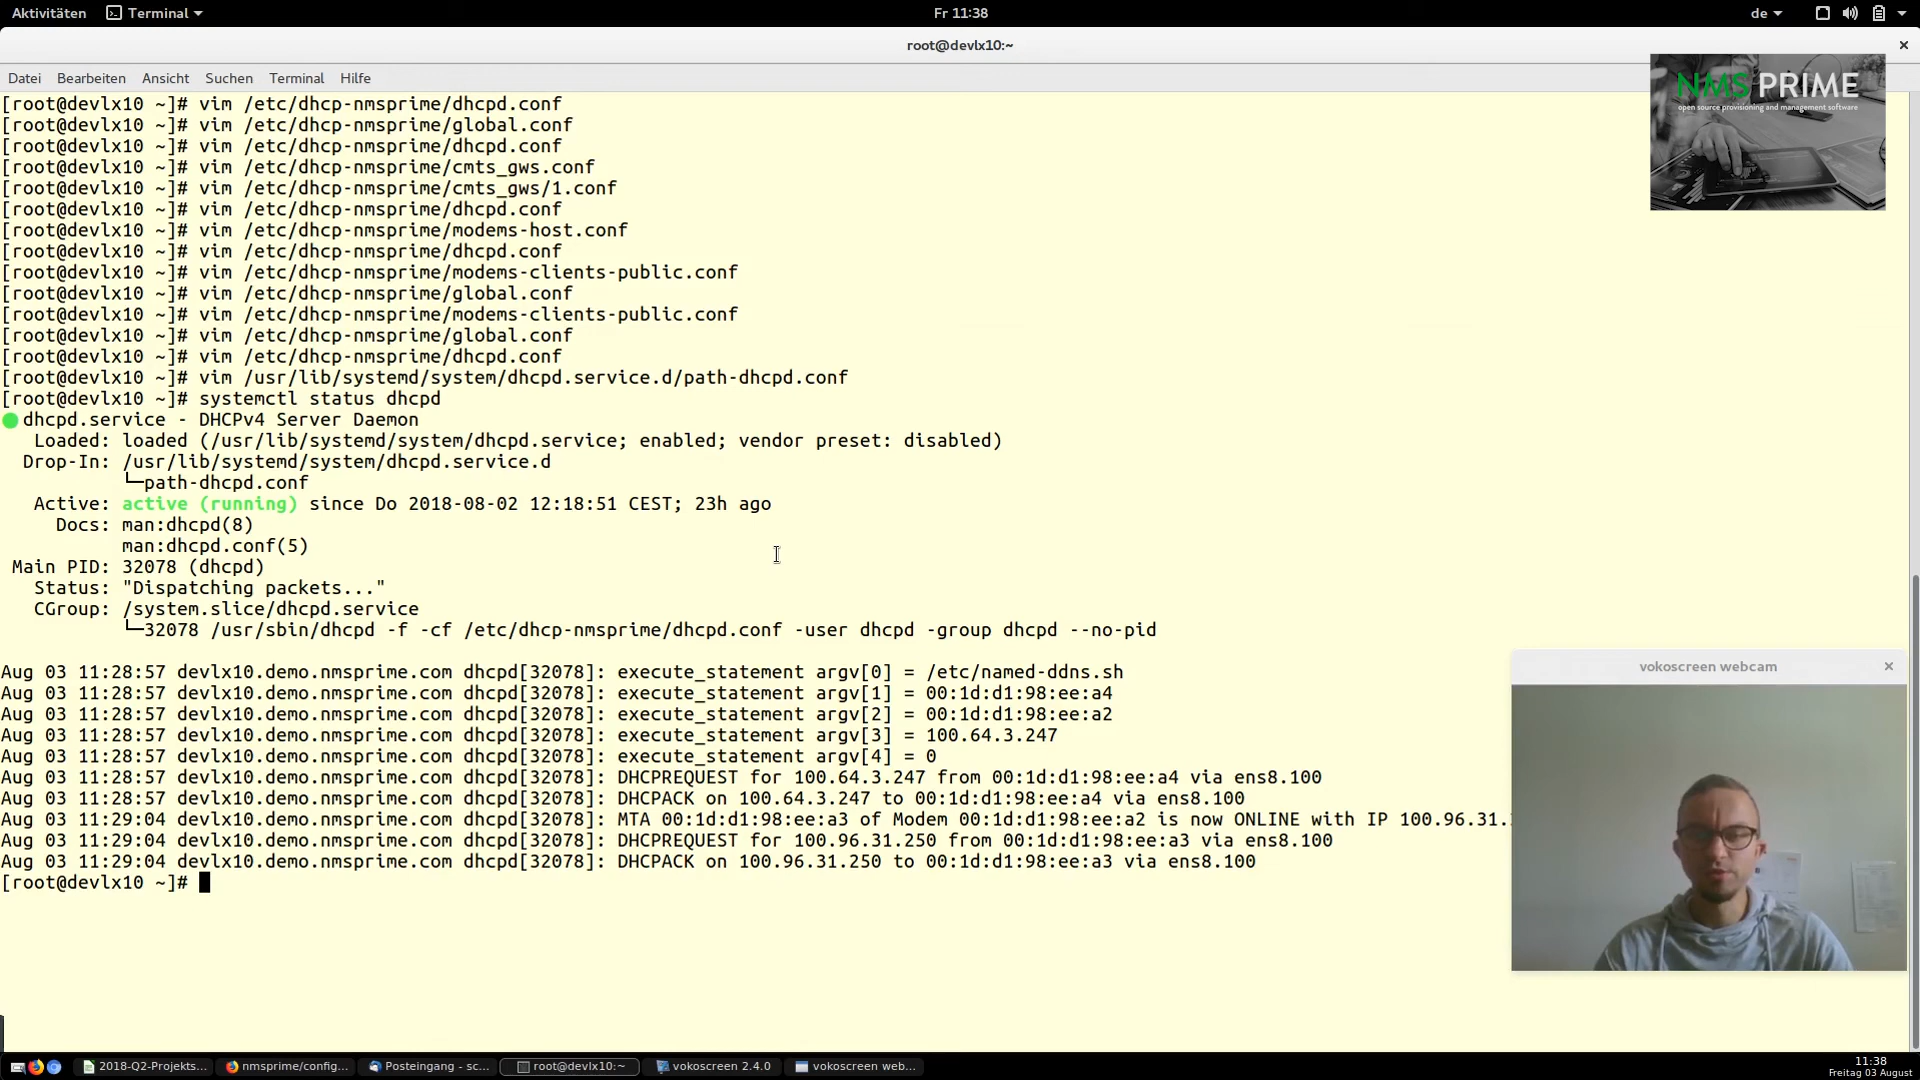 Aktivitäten Terminal Fr 11:38 de
root@devlx10:~
Datei Bearbeiten Ansicht Suchen Terminal Hilfe
NMS PRIME
open source provisioning and management software
[root@devlx10 ~]# vim /etc/dhcp-nmsprime/dhcpd.conf
[root@devlx10 ~]# vim /etc/dhcp-nmsprime/global.conf
[root@devlx10 ~]# vim /etc/dhcp-nmsprime/dhcpd.conf
[root@devlx10 ~]# vim /etc/dhcp-nmsprime/cmts_gws.conf
[root@devlx10 ~]# vim /etc/dhcp-nmsprime/cmts_gws/1.conf
[root@devlx10 ~]# vim /etc/dhcp-nmsprime/dhcpd.conf
[root@devlx10 ~]# vim /etc/dhcp-nmsprime/modems-host.conf
[root@devlx10 ~]# vim /etc/dhcp-nmsprime/dhcpd.conf
[root@devlx10 ~]# vim /etc/dhcp-nmsprime/modems-clients-public.conf
[root@devlx10 ~]# vim /etc/dhcp-nmsprime/global.conf
[root@devlx10 ~]# vim /etc/dhcp-nmsprime/modems-clients-public.conf
[root@devlx10 ~]# vim /etc/dhcp-nmsprime/global.conf
[root@devlx10 ~]# vim /etc/dhcp-nmsprime/dhcpd.conf
[root@devlx10 ~]# vim /usr/lib/systemd/system/dhcpd.service.d/path-dhcpd.conf
[root@devlx10 ~]# systemctl status dhcpd
● dhcpd.service - DHCPv4 Server Daemon
Loaded: loaded (/usr/lib/systemd/system/dhcpd.service; enabled; vendor preset: disabled)
Drop-In: /usr/lib/systemd/system/dhcpd.service.d
└─path-dhcpd.conf
Active: active (running) since Do 2018-08-02 12:18:51 CEST; 23h ago
Docs: man:dhcpd(8)
man:dhcpd.conf(5)
Main PID: 32078 (dhcpd)
Status: "Dispatching packets..."
CGroup: /system.slice/dhcpd.service
└─32078 /usr/sbin/dhcpd -f -cf /etc/dhcp-nmsprime/dhcpd.conf -user dhcpd -group dhcpd --no-pid
Aug 03 11:28:57 devlx10.demo.nmsprime.com dhcpd[32078]: execute_statement argv[0] = /etc/named-ddns.sh
Aug 03 11:28:57 devlx10.demo.nmsprime.com dhcpd[32078]: execute_statement argv[1] = 00:1d:d1:98:ee:a4
Aug 03 11:28:57 devlx10.demo.nmsprime.com dhcpd[32078]: execute_statement argv[2] = 00:1d:d1:98:ee:a2
Aug 03 11:28:57 devlx10.demo.nmsprime.com dhcpd[32078]: execute_statement argv[3] = 100.64.3.247
Aug 03 11:28:57 devlx10.demo.nmsprime.com dhcpd[32078]: execute_statement argv[4] = 0
Aug 03 11:28:57 devlx10.demo.nmsprime.com dhcpd[32078]: DHCPREQUEST for 100.64.3.247 from 00:1d:d1:98:ee:a4 via ens8.100
Aug 03 11:28:57 devlx10.demo.nmsprime.com dhcpd[32078]: DHCPACK on 100.64.3.247 to 00:1d:d1:98:ee:a4 via ens8.100
Aug 03 11:29:04 devlx10.demo.nmsprime.com dhcpd[32078]: MTA 00:1d:d1:98:ee:a3 of Modem 00:1d:d1:98:ee:a2 is now ONLINE with IP 100.96.31.
Aug 03 11:29:04 devlx10.demo.nmsprime.com dhcpd[32078]: DHCPREQUEST for 100.96.31.250 from 00:1d:d1:98:ee:a3 via ens8.100
Aug 03 11:29:04 devlx10.demo.nmsprime.com dhcpd[32078]: DHCPACK on 100.96.31.250 to 00:1d:d1:98:ee:a3 via ens8.100
[root@devlx10 ~]#
vokoscreen webcam
2018-Q2-Projekts... nmsprime/config... Posteingang - sc... root@devlx10:~ vokoscreen 2.4.0 vokoscreen web...
11:38
Freitag 03 August